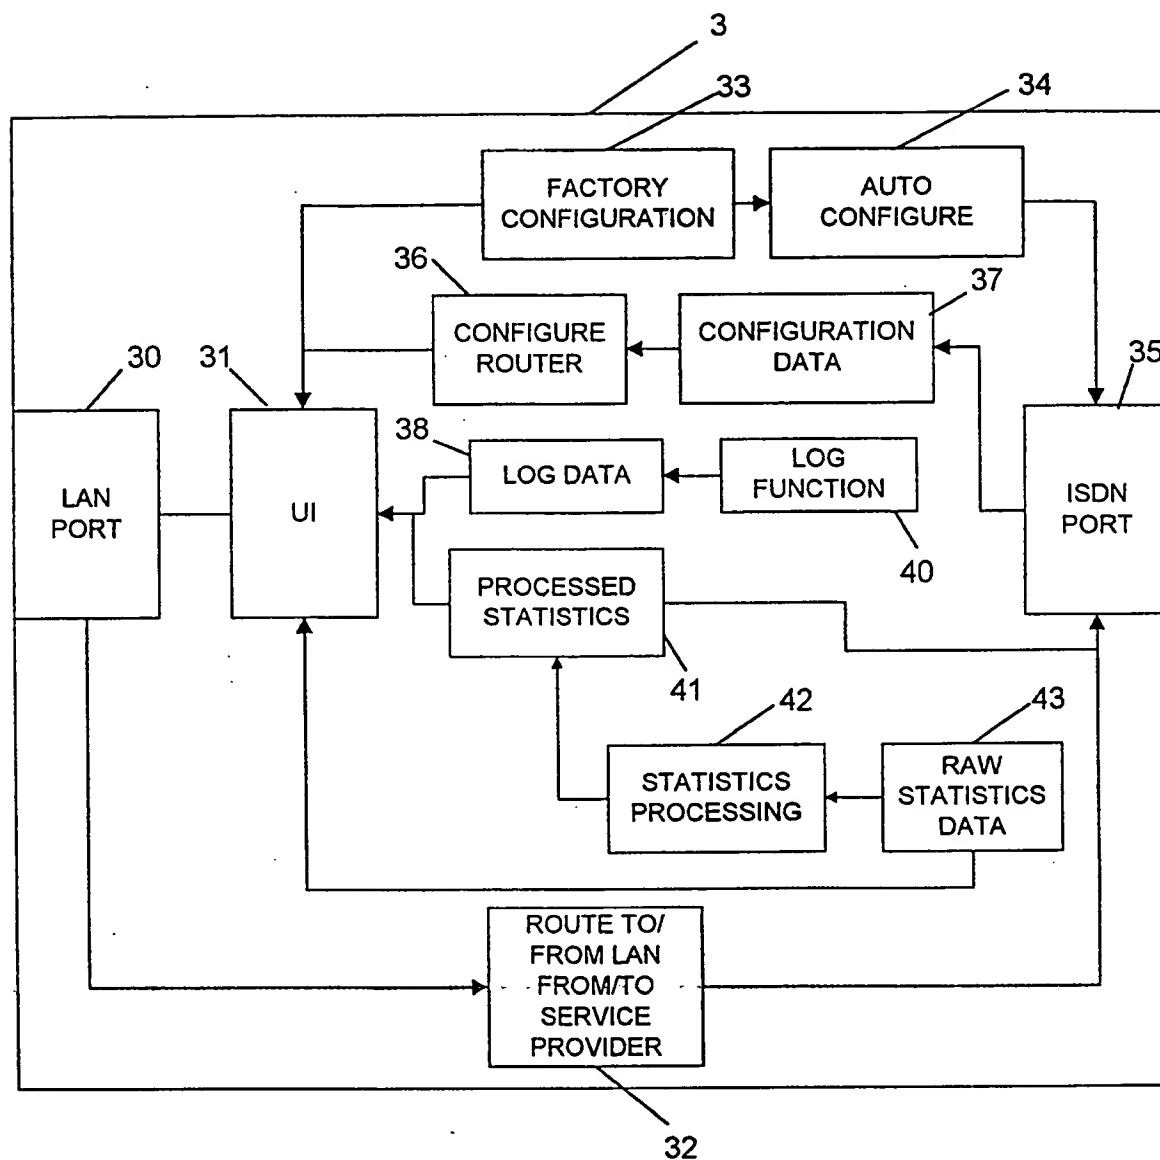 3
33
34
FACTORY
CONFIGURATION
AUTO
CONFIGURE
36
37
CONFIGURE
ROUTER
CONFIGURATION
DATA
30
31
35
LAN
PORT
UI
38
LOG DATA
LOG
FUNCTION
40
ISDN
PORT
PROCESSED
STATISTICS
41
42
43
STATISTICS
PROCESSING
RAW
STATISTICS
DATA
ROUTE TO/
FROM LAN
FROM/TO
SERVICE
PROVIDER
32